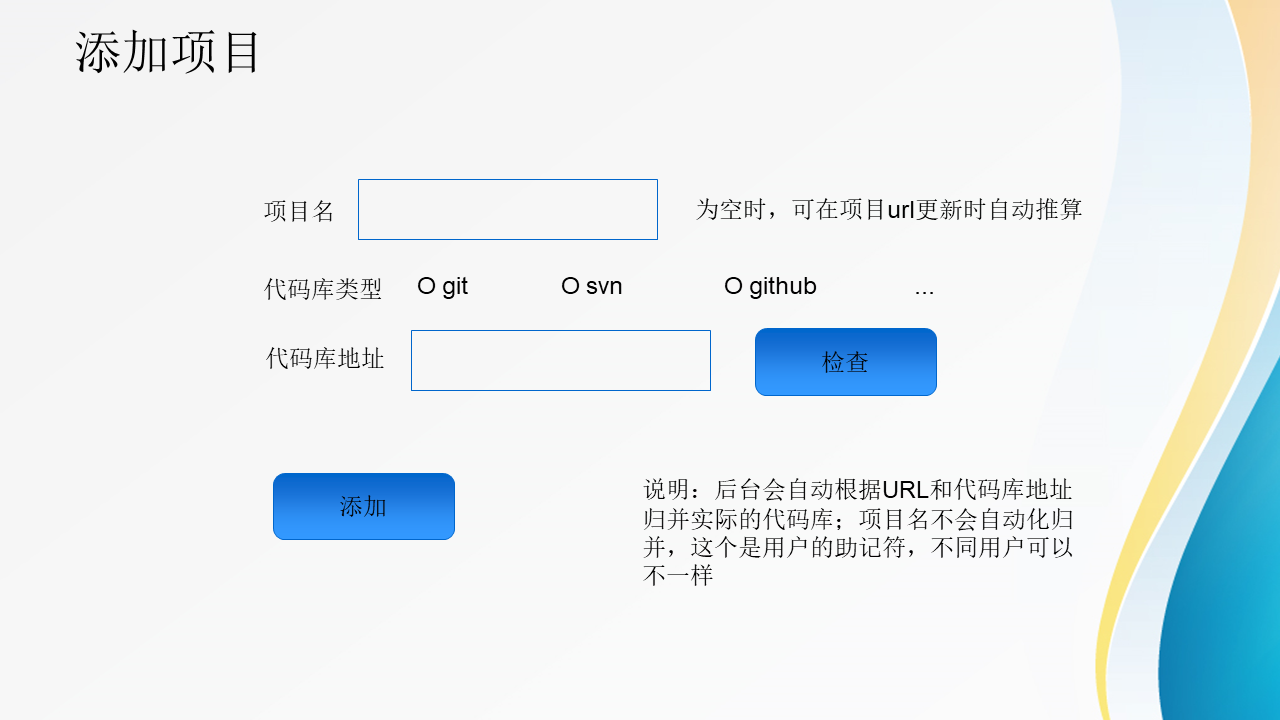 添加项目
项目名
为空时，可在项目url更新时自动推算
代码库类型 O git O svn O github ...
代码库地址
检查
添加
说明：后台会自动根据URL和代码库地址
归并实际的代码库；项目名不会自动化归
并，这个是用户的助记符，不同用户可以
不一样